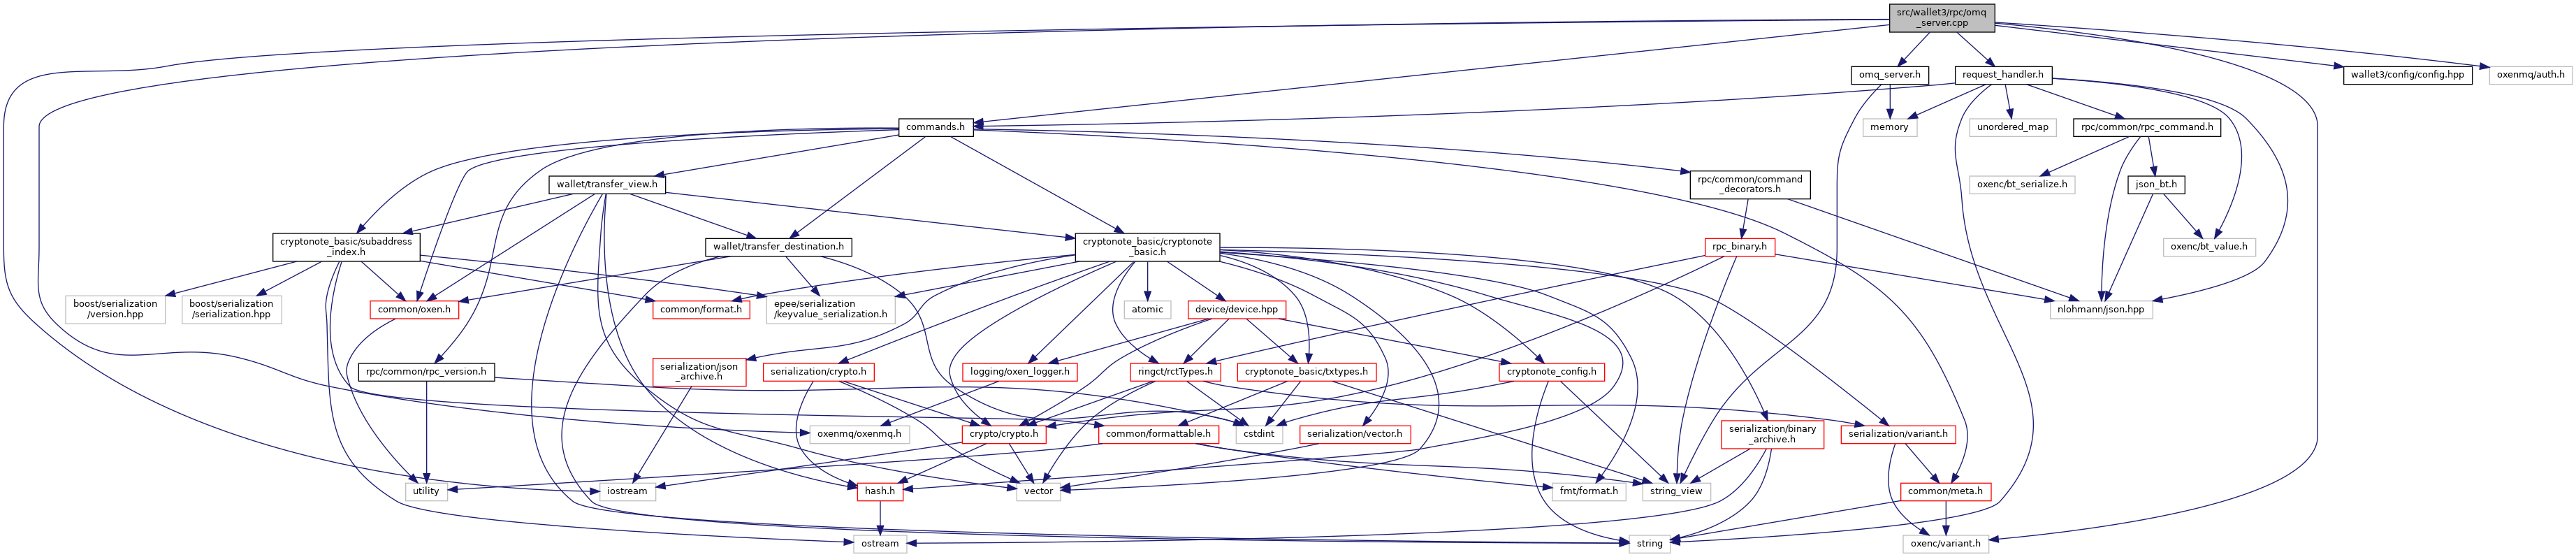 src/wallet3/rpc/omq
_server.cpp
omq_server.h
request_handler.h
wallet3/config/config.hpp
oxenmq/auth.h
commands.h
memory
unordered_map
rpc/common/rpc_command.h
wallet/transfer_view.h
rpc/common/command
_decorators.h
oxenc/bt_serialize.h
json_bt.h
cryptonote_basic/subaddress
_index.h
wallet/transfer_destination.h
cryptonote_basic/cryptonote
_basic.h
rpc_binary.h
oxenc/bt_value.h
boost/serialization
/version.hpp
boost/serialization
/serialization.hpp
common/oxen.h
common/format.h
epee/serialization
/keyvalue_serialization.h
atomic
device/device.hpp
nlohmann/json.hpp
rpc/common/rpc_version.h
serialization/json
_archive.h
serialization/crypto.h
logging/oxen_logger.h
ringct/rctTypes.h
cryptonote_basic/txtypes.h
cryptonote_config.h
oxenmq/oxenmq.h
crypto/crypto.h
common/formattable.h
cstdint
serialization/vector.h
serialization/binary
_archive.h
serialization/variant.h
utility
iostream
hash.h
vector
fmt/format.h
string_view
common/meta.h
ostream
string
oxenc/variant.h